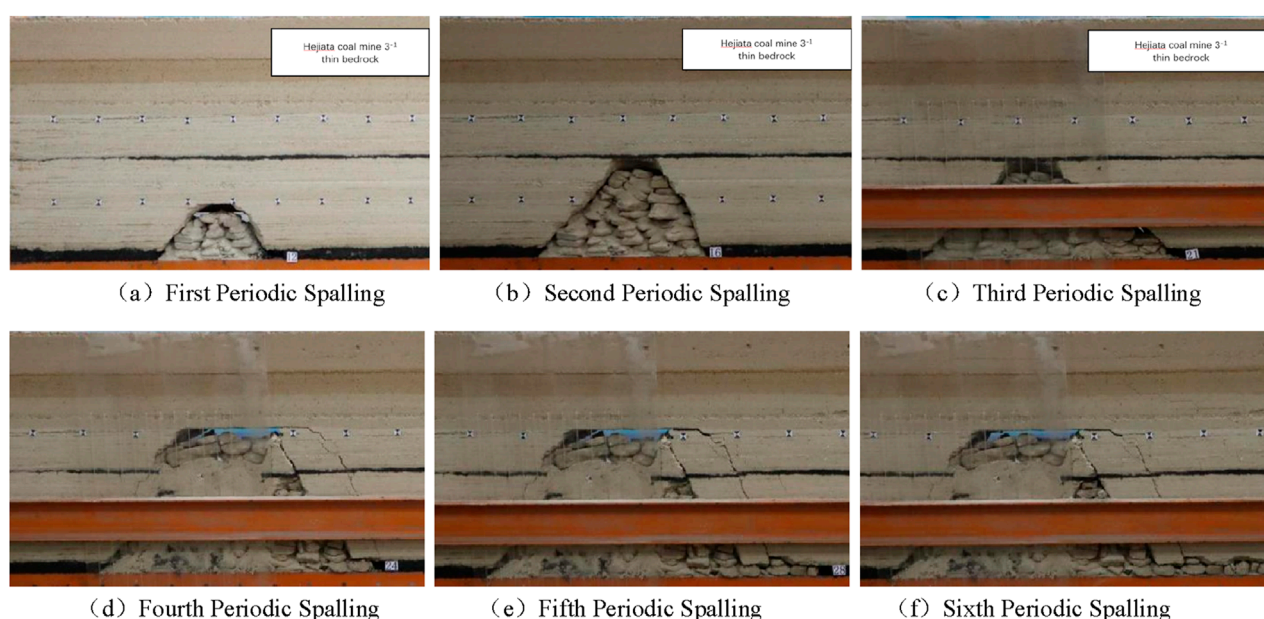 Hejiata coal mine 3⁻¹
thin bedrock
Hejiata coal mine 3⁻¹
thin bedrock
Hejiata coal mine 3⁻¹
thin bedrock
12
16
21
（a）First Periodic Spalling
（b）Second Periodic Spalling
（c）Third Periodic Spalling
24
28
（d）Fourth Periodic Spalling
（e）Fifth Periodic Spalling
（f）Sixth Periodic Spalling